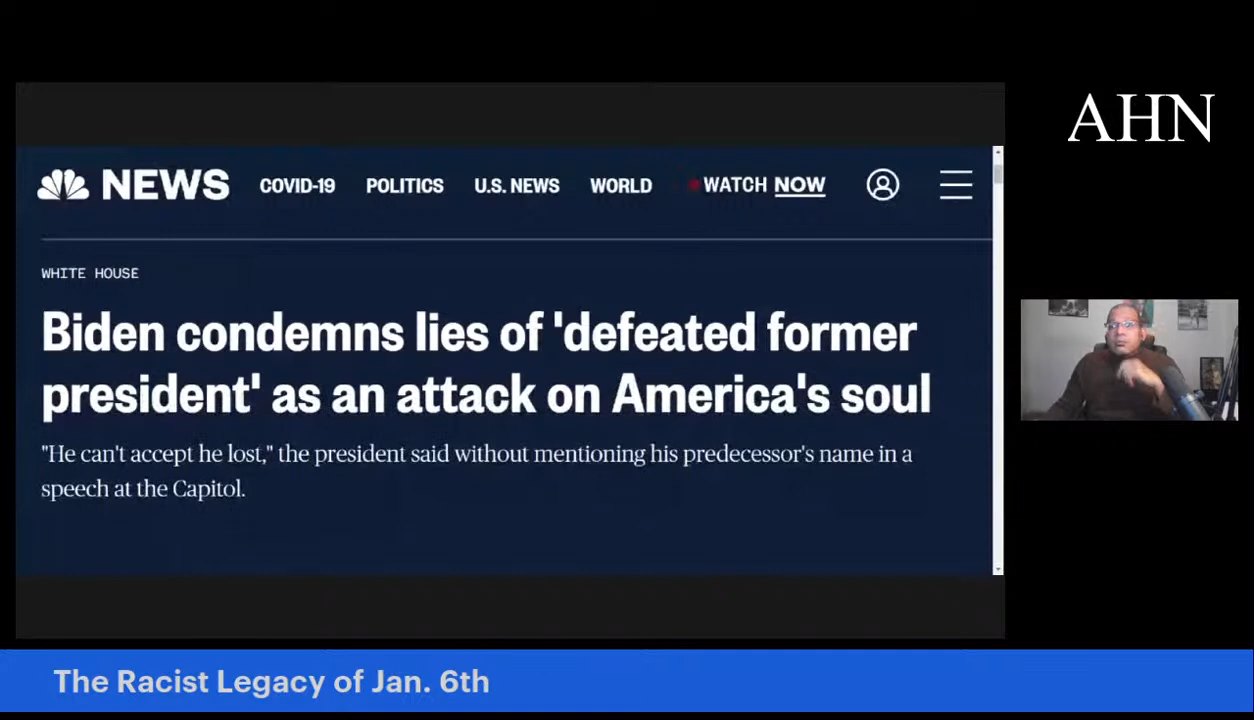 AHN
NEWS
COVID-19 POLITICS U.S. NEWS WORLD WATCH NOW
WHITE HOUSE
Biden condemns lies of 'defeated former
president' as an attack on America's soul
"He can't accept he lost," the president said without mentioning his predecessor's name in a
speech at the Capitol.
The Racist Legacy of Jan. 6th